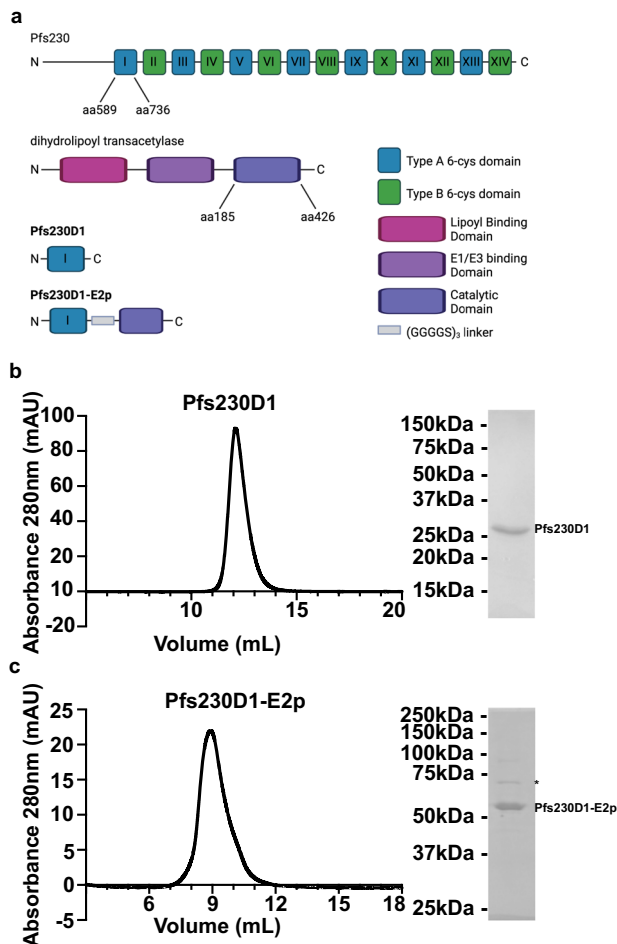 a
Pfs230
N I II III IV V VI VII VIII IX X XI XII XIII XIV C
aa589 aa736
dihydrolipoyl transacetylase
N C
aa185 aa426
Pfs230D1
N I C
Pfs230D1-E2p
N I C
Type A 6-cys domain
Type B 6-cys domain
Lipoyl Binding
Domain
E1/E3 binding
Domain
Catalytic
Domain
(GGGGS)₃ linker
b
Pfs230D1
Absorbance 280nm (mAU)
100
80
60
40
20
10
-20
10 15 20
Volume (mL)
150kDa -
75kDa -
50kDa -
37kDa -
25kDa -
20kDa -
15kDa -
Pfs230D1
c
Pfs230D1-E2p
Absorbance 280nm (mAU)
25
20
15
10
5
0
-5
6 9 12 15 18
Volume (mL)
250kDa -
150kDa -
100kDa -
75kDa -
50kDa -
37kDa -
25kDa -
*
Pfs230D1-E2p